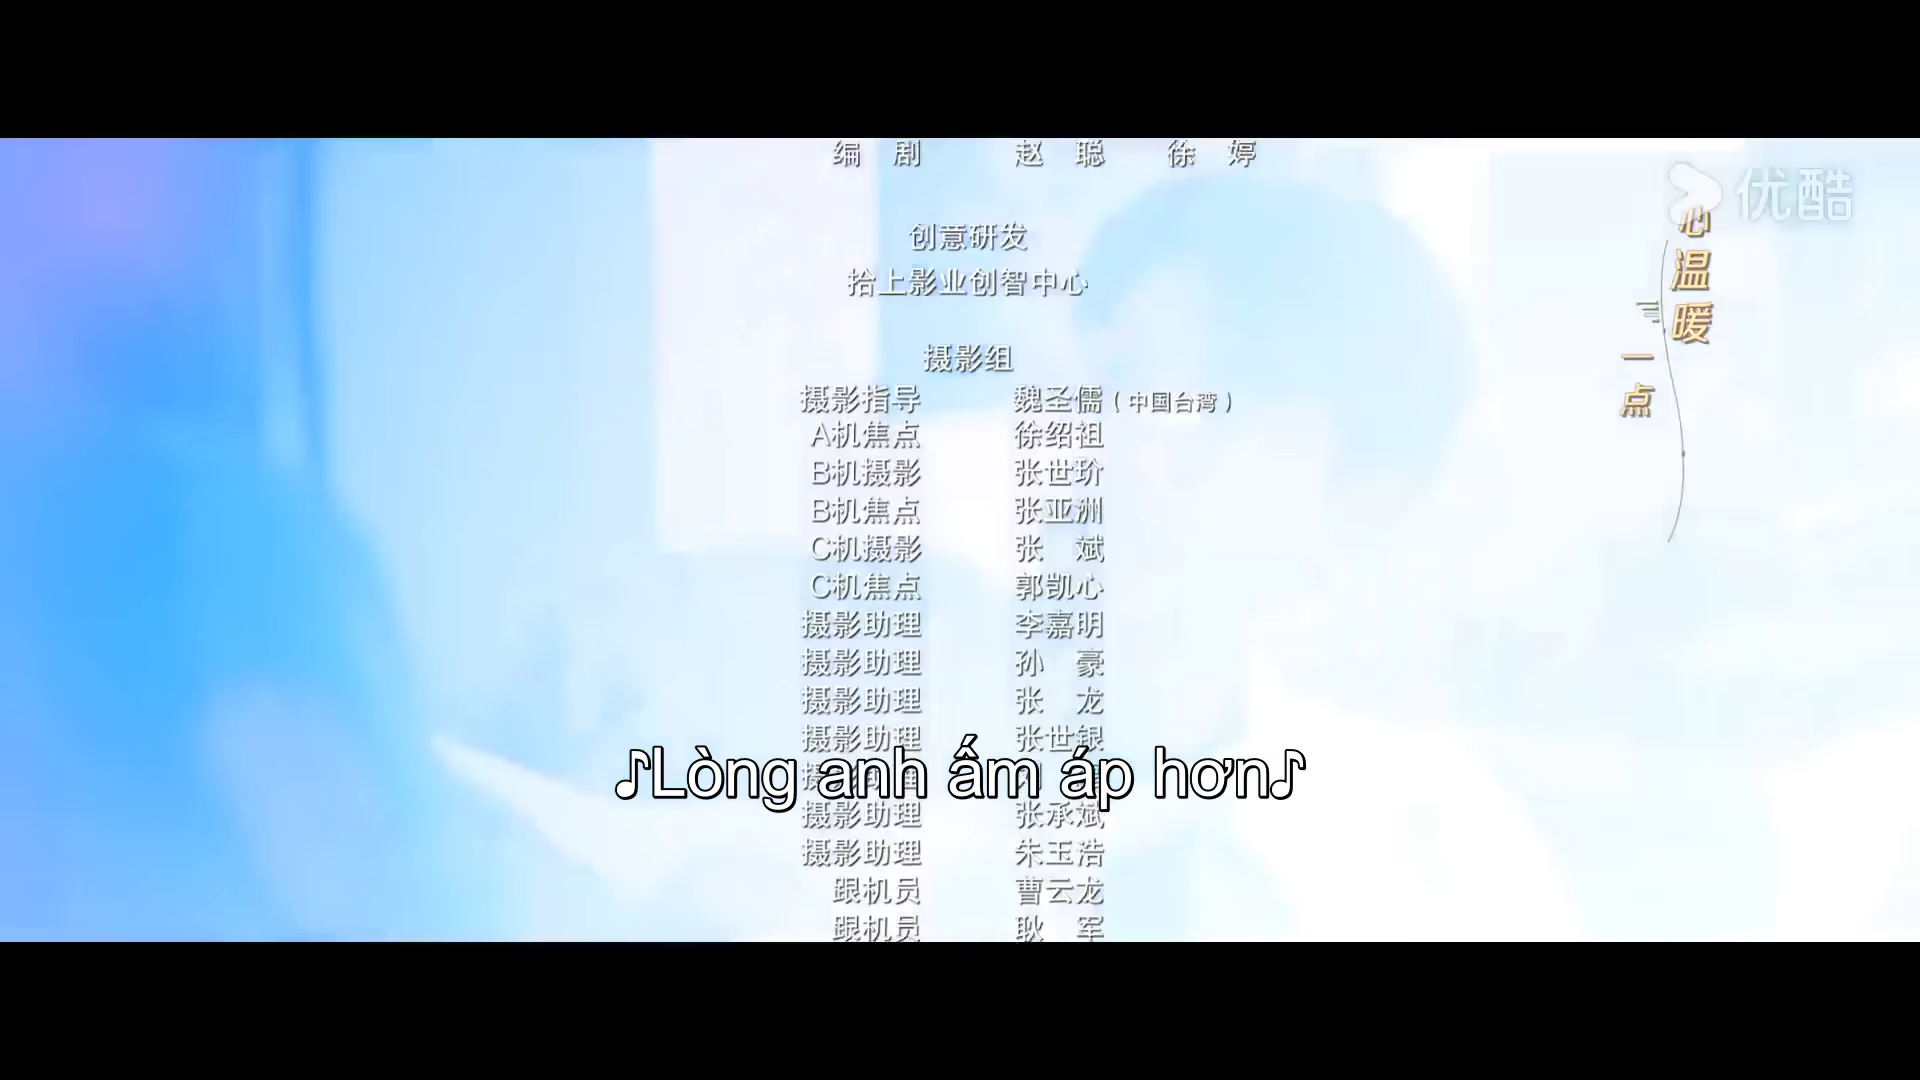 编 剧 赵 聪 徐 婷
创意研发
拾上影业创智中心
摄影组
摄影指导 魏圣儒（中国台湾）
A机焦点 徐绍祖
B机摄影 张世玠
B机焦点 张亚洲
C机摄影 张 斌
C机焦点 郭凯心
摄影助理 李嘉明
摄影助理 孙 豪
摄影助理 张 龙
摄影助理 张世银
♪Lòng anh ấm áp hơn♪
摄影助理 张承斌
摄影助理 朱玉浩
跟机员 曹云龙
跟机员 耿 军
优酷
心温暖
一点